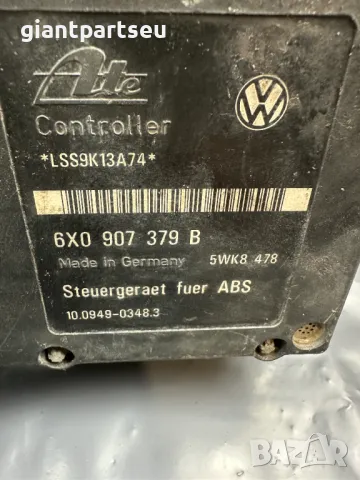 giantpartseu
Ate
Controller
*LSS9K13A74*
6X0 907 379 B
Made in Germany 5WK8 478
Steuergeraet fuer ABS
10.0949-0348.3
BAZAR